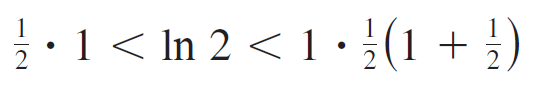 ½ · 1 < ln 2 < 1 · ½(1 + ½)